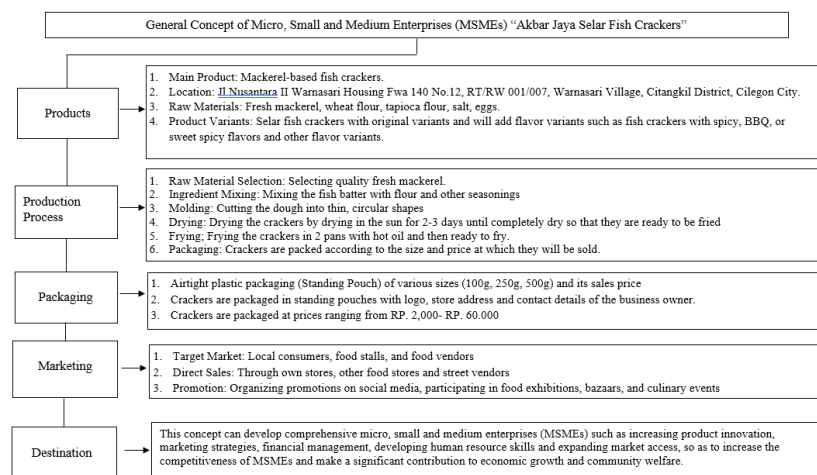 General Concept of Micro, Small and Medium Enterprises (MSMEs) “Akbar Jaya Selar Fish Crackers”
Products
1. Main Product: Mackerel-based fish crackers.
2. Location: Jl Nusantara II Warnasari Housing Fwa 140 No.12, RT/RW 001/007, Warnasari Village, Citangkil District, Cilegon City.
3. Raw Materials: Fresh mackerel, wheat flour, tapioca flour, salt, eggs.
4. Product Variants: Selar fish crackers with original variants and will add flavor variants such as fish crackers with spicy, BBQ, or
sweet spicy flavors and other flavor variants.
Production
Process
1. Raw Material Selection: Selecting quality fresh mackerel.
2. Ingredient Mixing: Mixing the fish batter with flour and other seasonings
3. Molding: Cutting the dough into thin, circular shapes
4. Drying: Drying the crackers by drying in the sun for 2-3 days until completely dry so that they are ready to be fried
5. Frying; Frying the crackers in 2 pans with hot oil and then ready to fry.
6. Packaging: Crackers are packed according to the size and price at which they will be sold.
Packaging
1. Airtight plastic packaging (Standing Pouch) of various sizes (100g, 250g, 500g) and its sales price
2. Crackers are packaged in standing pouches with logo, store address and contact details of the business owner.
3. Crackers are packaged at prices ranging from RP. 2,000- RP. 60.000
Marketing
1. Target Market: Local consumers, food stalls, and food vendors
2. Direct Sales: Through own stores, other food stores and street vendors
3. Promotion: Organizing promotions on social media, participating in food exhibitions, bazaars, and culinary events
Destination
This concept can develop comprehensive micro, small and medium enterprises (MSMEs) such as increasing product innovation,
marketing strategies, financial management, developing human resource skills and expanding market access, so as to increase the
competitiveness of MSMEs and make a significant contribution to economic growth and community welfare.